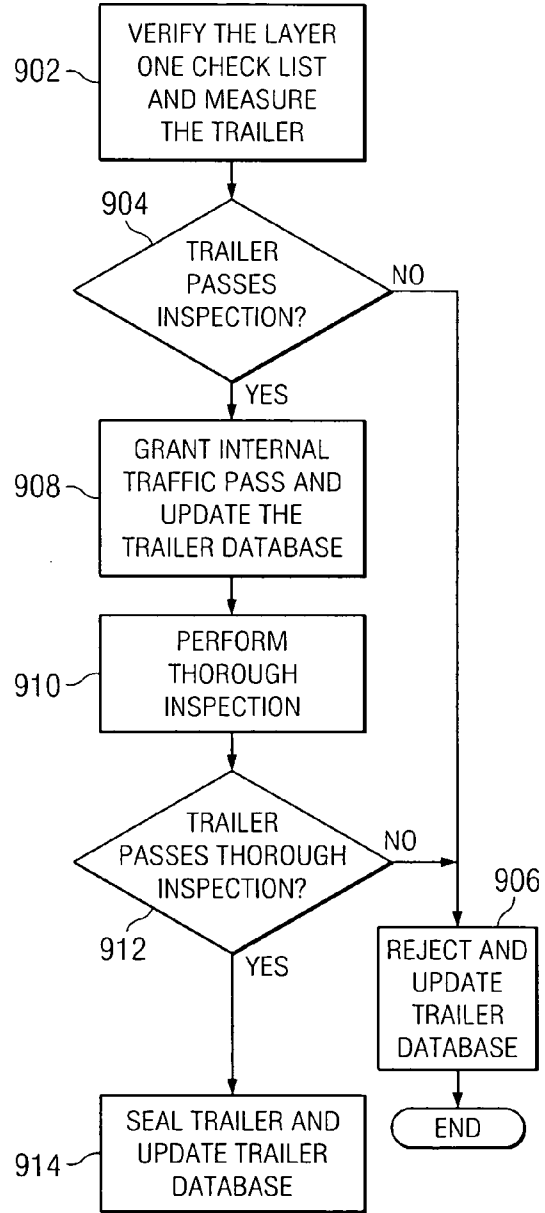 VERIFY THE LAYER
ONE CHECK LIST
AND MEASURE
THE TRAILER
902
904
TRAILER
PASSES
INSPECTION?
NO
YES
GRANT INTERNAL
TRAFFIC PASS AND
UPDATE THE
TRAILER DATABASE
908
PERFORM
THOROUGH
INSPECTION
910
TRAILER
PASSES THOROUGH
INSPECTION?
NO
912
YES
906
REJECT AND
UPDATE
TRAILER
DATABASE
END
SEAL TRAILER AND
UPDATE TRAILER
DATABASE
914